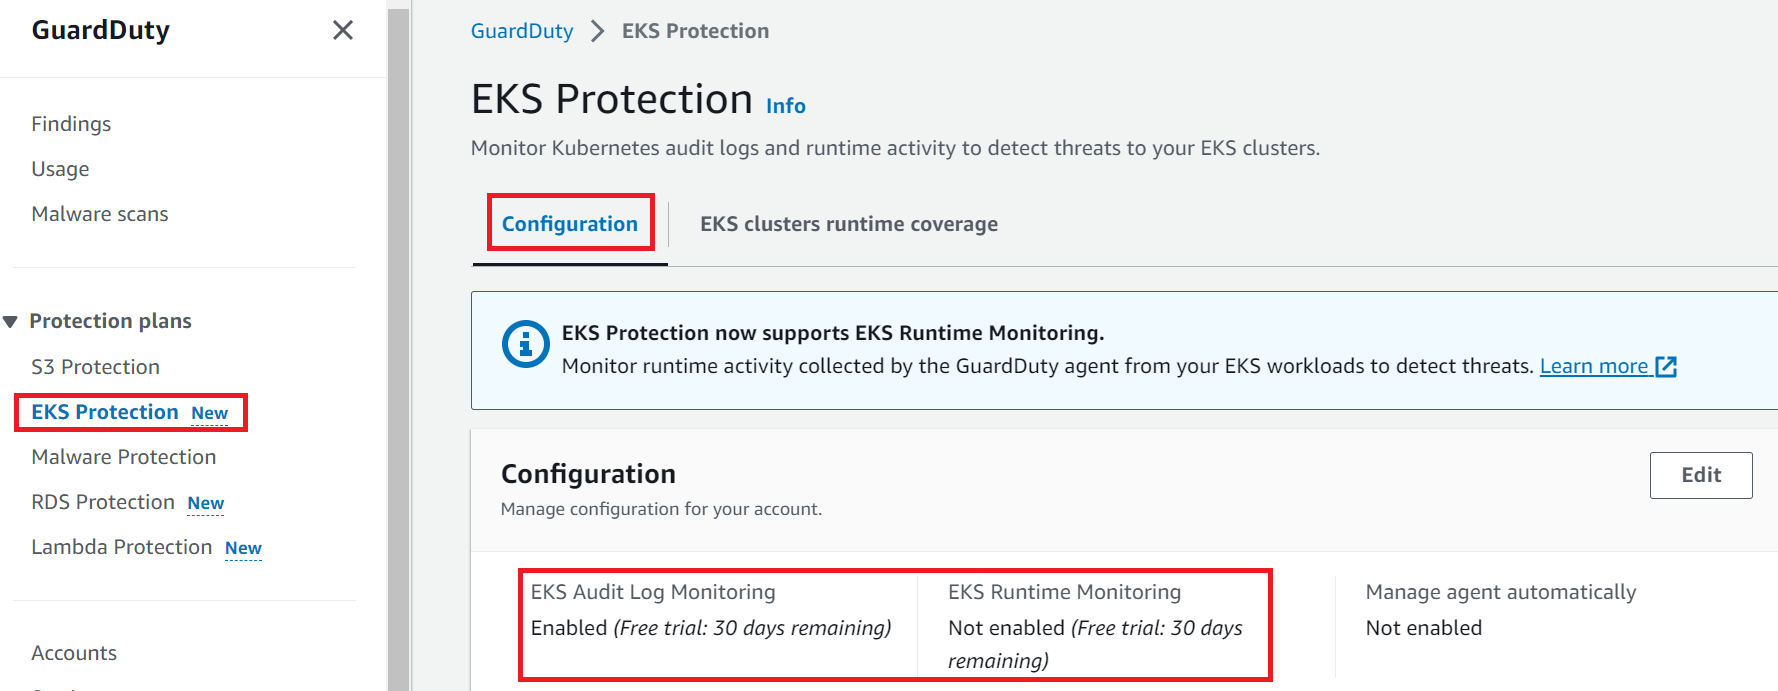 GuardDuty
Findings
Usage
Malware scans
Protection plans
S3 Protection
EKS Protection New
Malware Protection
RDS Protection New
Lambda Protection New
Accounts
GuardDuty > EKS Protection
EKS Protection Info
Monitor Kubernetes audit logs and runtime activity to detect threats to your EKS clusters.
Configuration
EKS clusters runtime coverage
EKS Protection now supports EKS Runtime Monitoring.
Monitor runtime activity collected by the GuardDuty agent from your EKS workloads to detect threats. Learn more
Configuration
Edit
Manage configuration for your account.
EKS Audit Log Monitoring
Enabled (Free trial: 30 days remaining)
EKS Runtime Monitoring
Not enabled (Free trial: 30 days
remaining)
Manage agent automatically
Not enabled